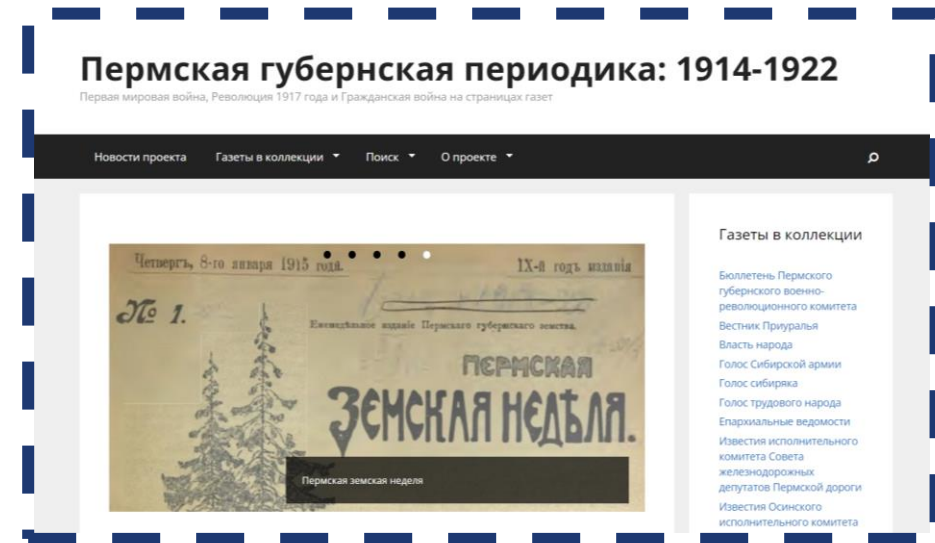 Пермская губернская периодика: 1914-1922
Первая мировая война, Революция 1917 года и Гражданская война на страницах газет
Новости проекта Газеты в коллекции Поиск О проекте
Четвергъ, 8-го января 1915 года. IX-й годъ изданія
№ 1.
Еженедѣльное изданіе Пермскаго губернскаго земства.
ПЕРМСКАЯ
ЗЕМСКАЯ НЕДѢЛЯ.
Пермская земская неделя
Газеты в коллекции
Бюллетень Пермского
губернского военно-
революционного комитета
Вестник Приуралья
Власть народа
Голос Сибирской армии
Голос сибиряка
Голос трудового народа
Епархиальные ведомости
Известия исполнительного
комитета Совета
железнодорожных
депутатов Пермской дороги
Известия Осинского
исполнительного комитета